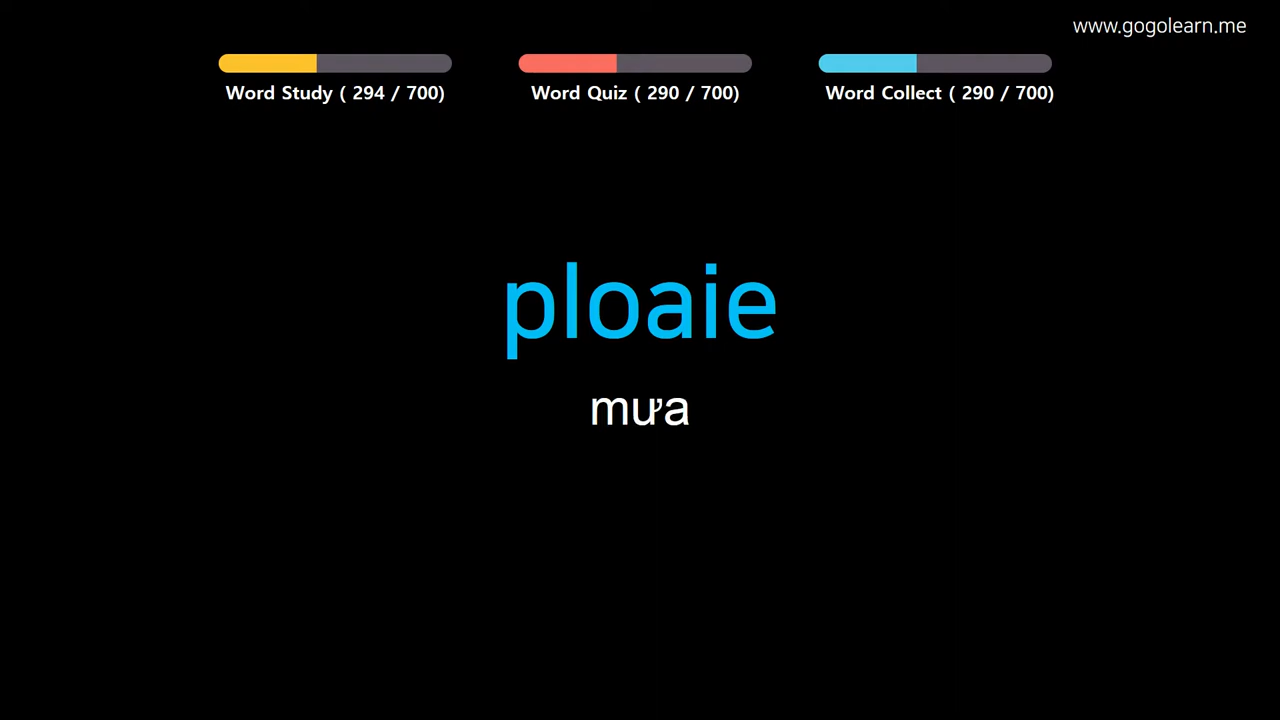 www.gogolearn.me
Word Study ( 294 / 700)
Word Quiz ( 290 / 700)
Word Collect ( 290 / 700)
ploaie
mưa